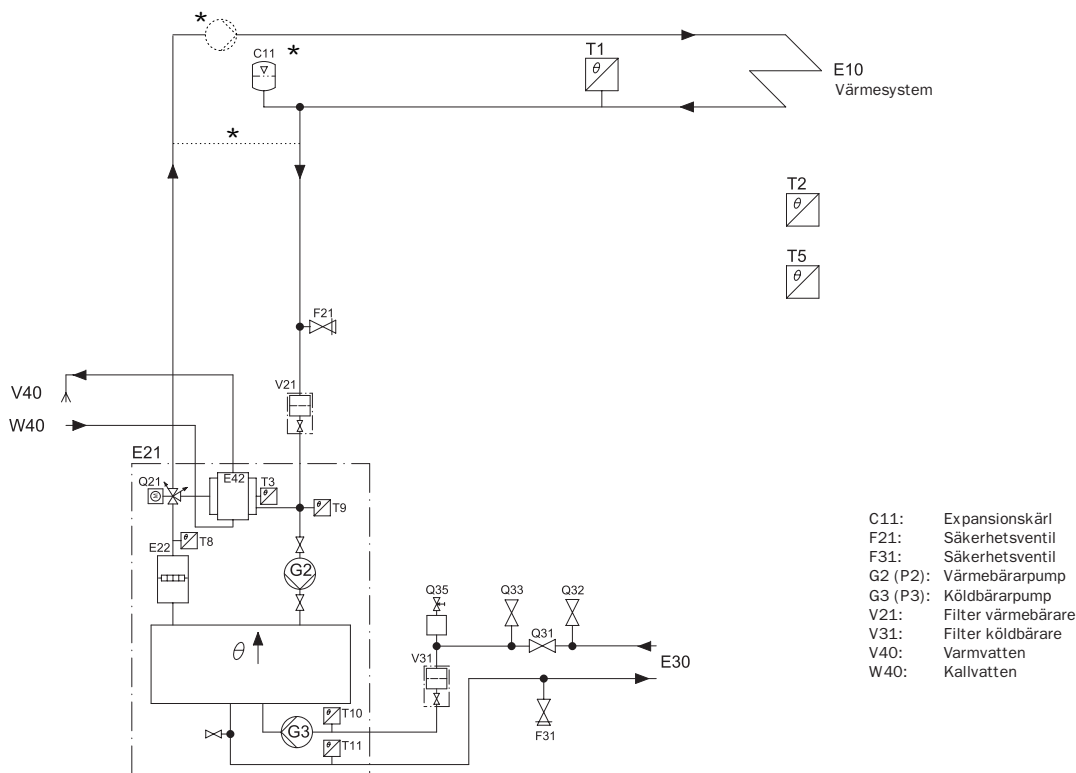 *
C11
*
T1
θ
E10
Värmesystem
*
T2
θ
T5
θ
F21
V40
V21
W40
E21
Q21
E42
T3
θ
θ
T9
M
E22
θ
T8
G2
θ
Q35
Q33
Q32
Q31
V31
E30
θ
T10
G3
θ
T11
F31
C11: Expansionskärl
F21: Säkerhetsventil
F31: Säkerhetsventil
G2 (P2): Värmebärarpump
G3 (P3): Köldbärarpump
V21: Filter värmebärare
V31: Filter köldbärare
V40: Varmvatten
W40: Kallvatten